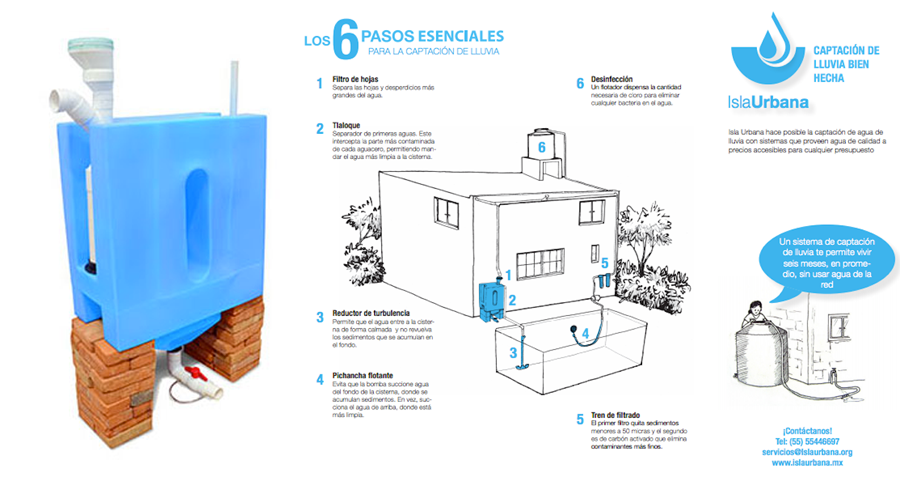 LOS 6 PASOS ESENCIALES
PARA LA CAPTACIÓN DE LLUVIA
1 Filtro de hojas
Separa las hojas y desperdicios más
grandes del agua.
2 Tlaloque
Separador de primeras aguas. Este
intercepta la parte más contaminada
de cada aguacero, permitiendo man-
dar el agua más limpia a la cisterna.
3 Reductor de turbulencia
Permite que el agua entre a la cister-
na de forma calmada y no revuelva
los sedimentos que se acumulan en
el fondo.
4 Pichancha flotante
Evita que la bomba succione agua
del fondo de la cisterna, donde se
acumulan sedimentos. En vez, suc-
ciona el agua de arriba, donde está
más limpia.
6 Desinfección
Un flotador dispensa la cantidad
necesaria de cloro para eliminar
cualquier bacteria en el agua.
6
5
1
2
4
3
5 Tren de filtrado
El primer filtro quita sedimentos
menores a 50 micras y el segundo
es de carbón activado que elimina
contaminantes más finos.
CAPTACIÓN DE
LLUVIA BIEN
HECHA
IslaUrbana
Isla Urbana hace posible la captación de agua de
lluvia con sistemas que proveen agua de calidad a
precios accesibles para cualquier presupuesto
Un sistema de captación
de lluvia te permite vivir
seis meses, en prome-
dio, sin usar agua de la
red
¡Contáctanos!
Tel: (55) 55446697
servicios@Islaurbana.org
www.islaurbana.mx